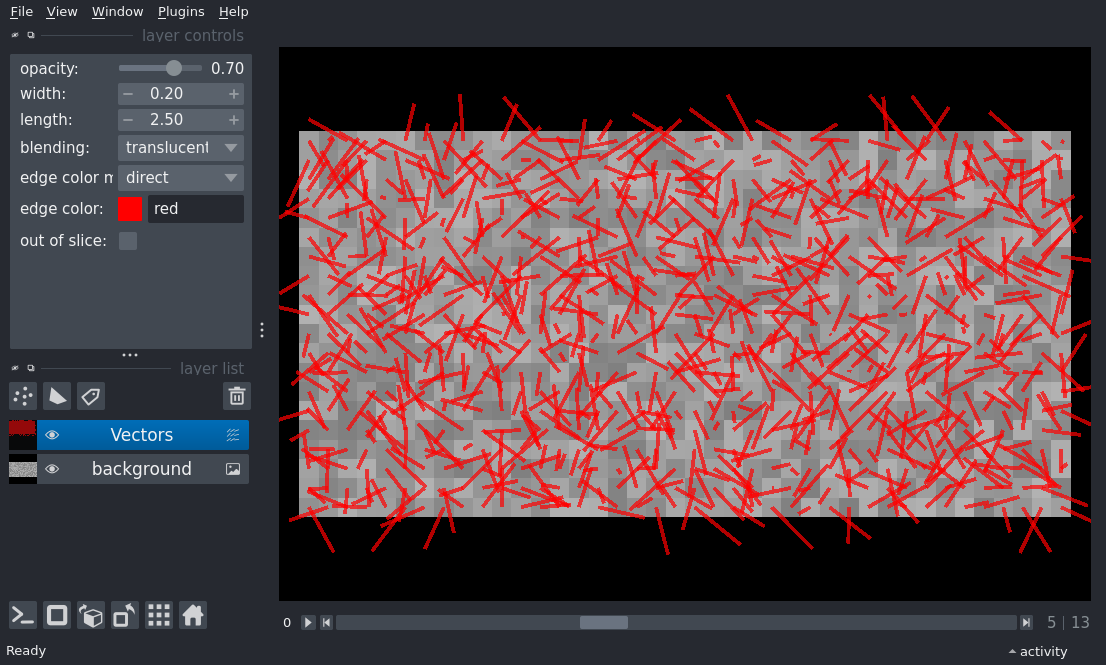 File View Window Plugins Help
layer controls
opacity: 0.70
width: − 0.20 +
length: − 2.50 +
blending: translucent
edge color m direct
edge color: red
out of slice:
layer list
Vectors
background
0 5 | 13
Ready activity